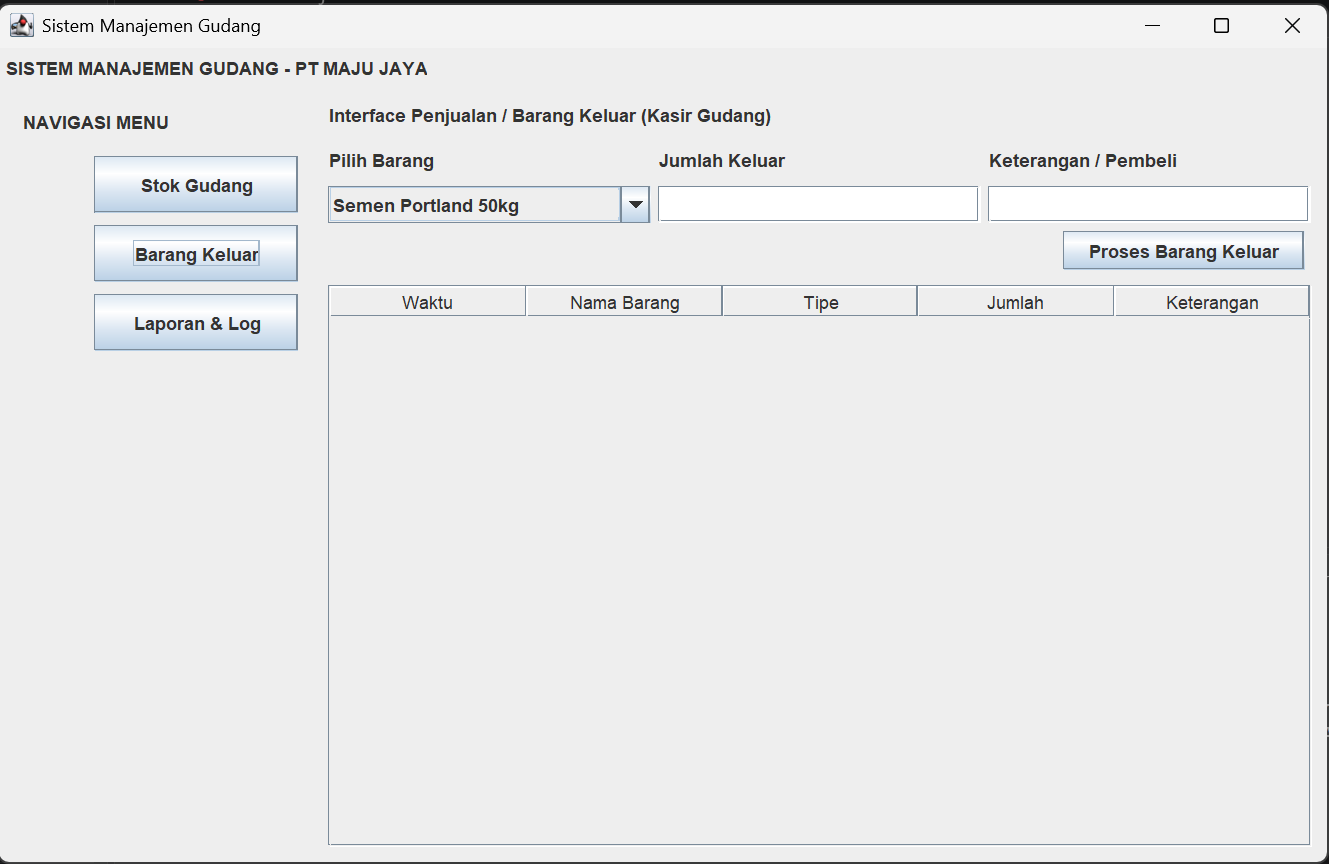 Sistem Manajemen Gudang
SISTEM MANAJEMEN GUDANG - PT MAJU JAYA
NAVIGASI MENU
Stok Gudang
Barang Keluar
Laporan & Log
Interface Penjualan / Barang Keluar (Kasir Gudang)
Pilih Barang Jumlah Keluar Keterangan / Pembeli
Semen Portland 50kg
Proses Barang Keluar
Waktu Nama Barang Tipe Jumlah Keterangan